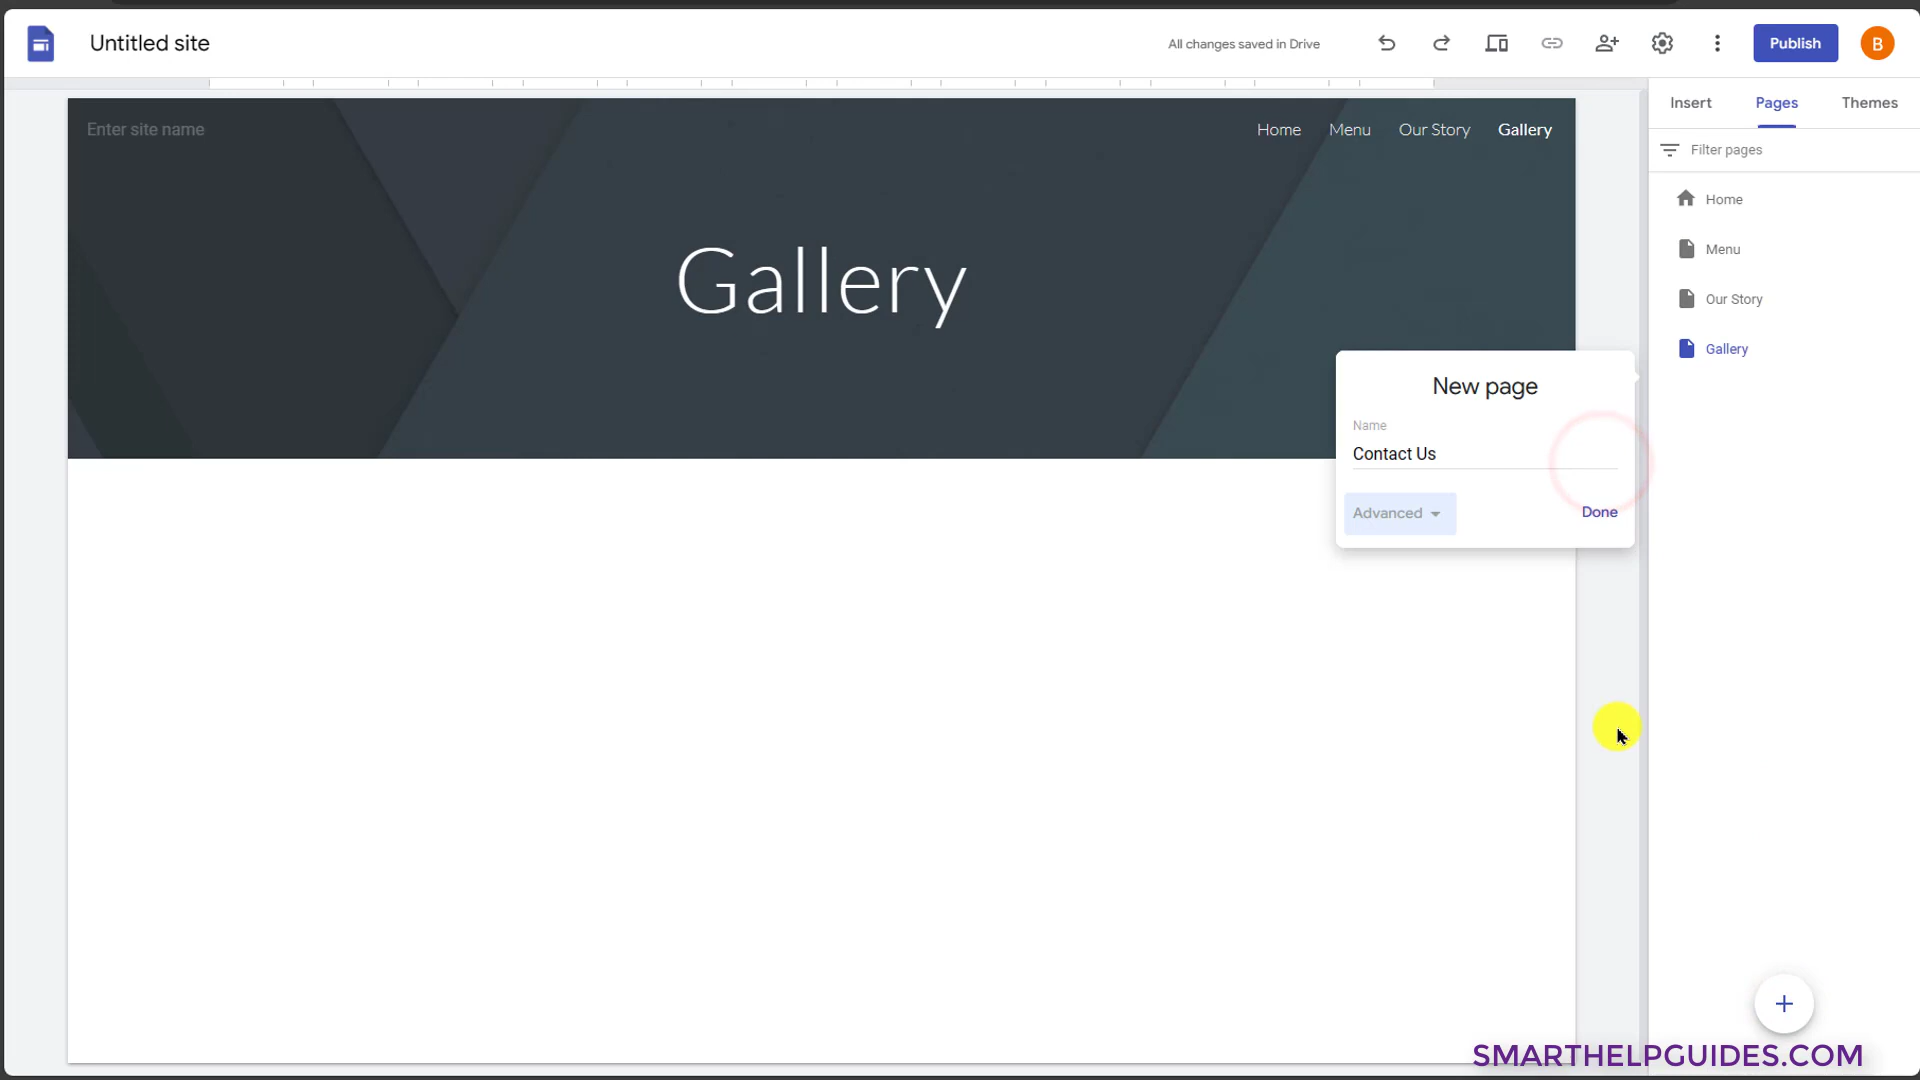 Untitled site
All changes saved in Drive
Publish
B
Insert
Pages
Themes
Enter site name
Home
Menu
Our Story
Gallery
Filter pages
Home
Menu
Our Story
Gallery
Gallery
New page
Name
Contact Us
Advanced
Done
SMARTHELPGUIDES.COM